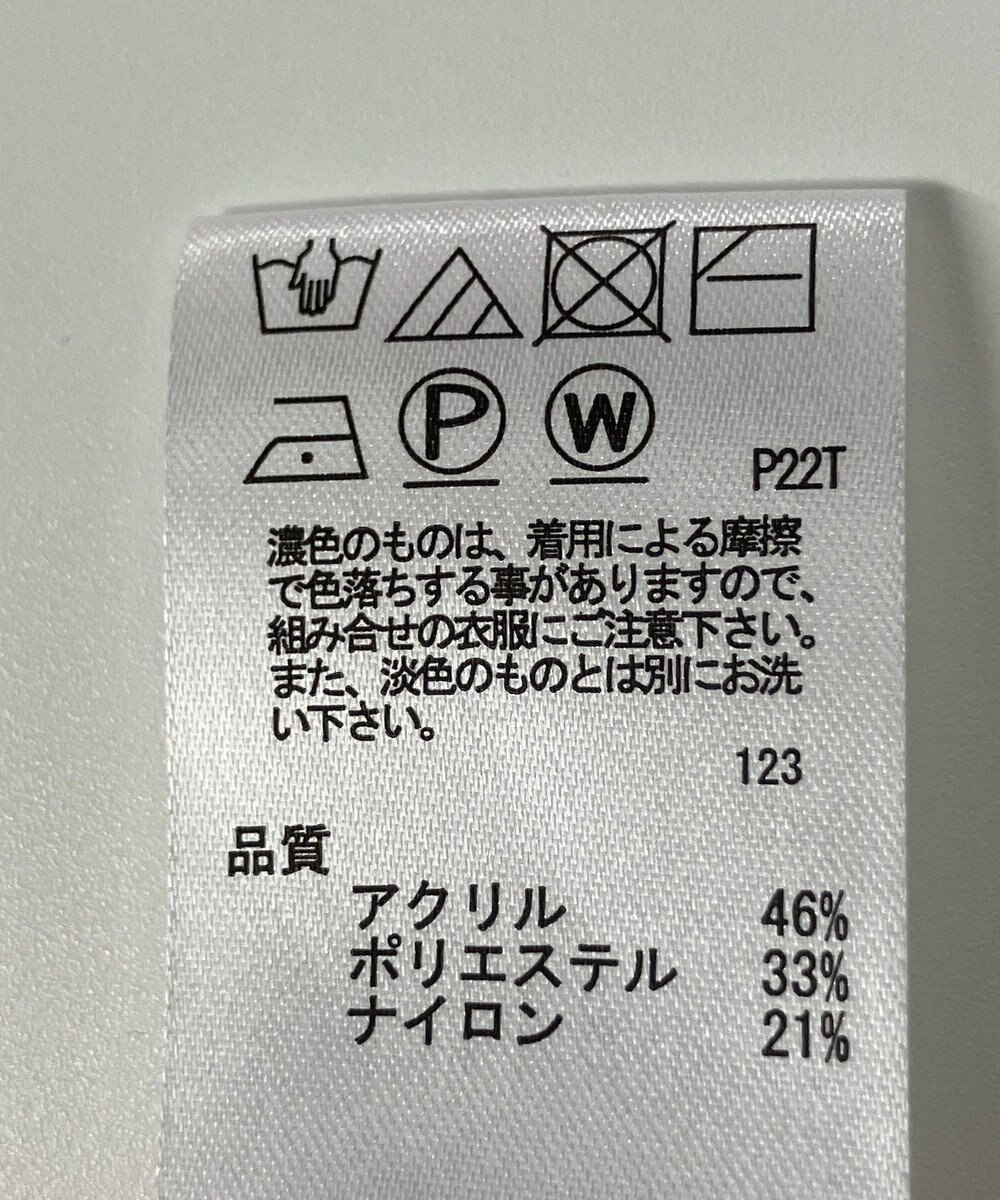 P
W
P22T
濃色のものは、着用による摩擦
で色落ちする事がありますので、
組み合せの衣服にご注意下さい。
また、淡色のものとは別にお洗
い下さい。
123
品質
アクリル 46%
ポリエステル 33%
ナイロン 21%